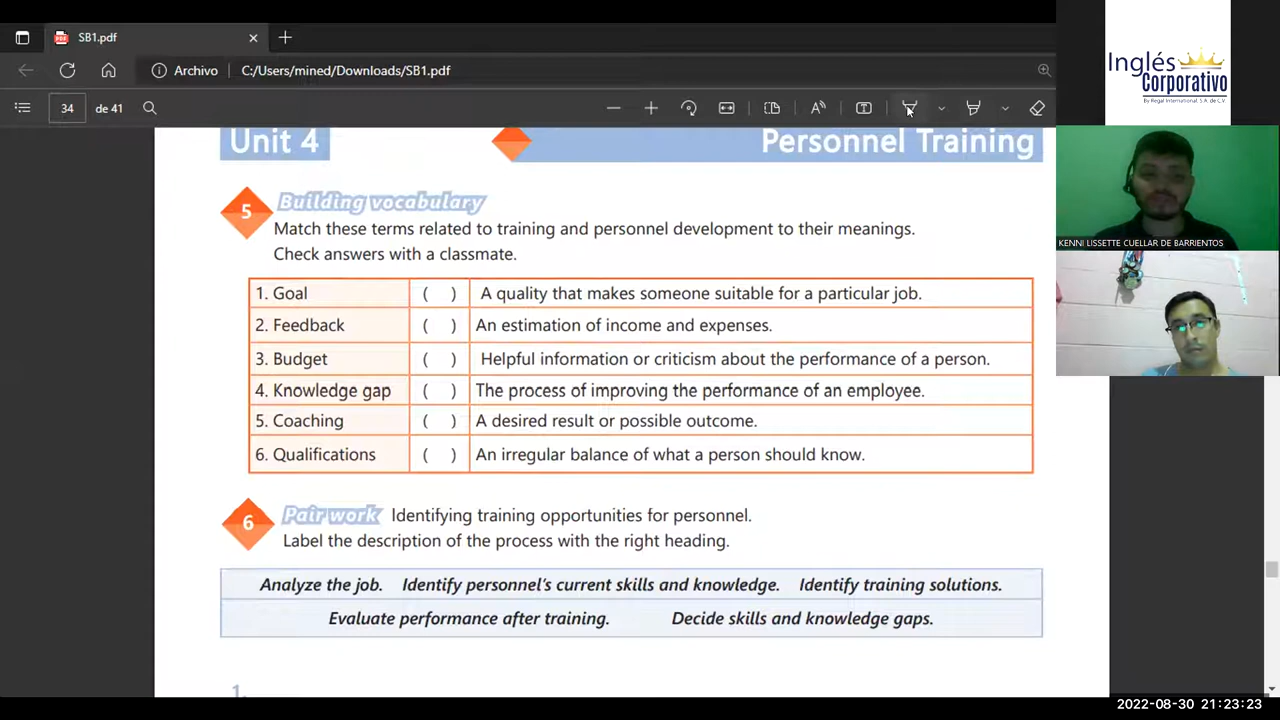 SB1.pdf
Archivo C:/Users/mined/Downloads/SB1.pdf
34 de 41
Inglés
Corporativo
By Regal International, S.A. de C.V
Unit 4 Personnel Training
5 Building vocabulary
Match these terms related to training and personnel development to their meanings.
Check answers with a classmate.
1. Goal ( ) A quality that makes someone suitable for a particular job.
2. Feedback ( ) An estimation of income and expenses.
3. Budget ( ) Helpful information or criticism about the performance of a person.
4. Knowledge gap ( ) The process of improving the performance of an employee.
5. Coaching ( ) A desired result or possible outcome.
6. Qualifications ( ) An irregular balance of what a person should know.
6 Pair work Identifying training opportunities for personnel.
Label the description of the process with the right heading.
Analyze the job. Identify personnel's current skills and knowledge. Identify training solutions.
Evaluate performance after training. Decide skills and knowledge gaps.
1.
KENNI LISSETTE CUELLAR DE BARRIENTOS
2022-08-30 21:23:23